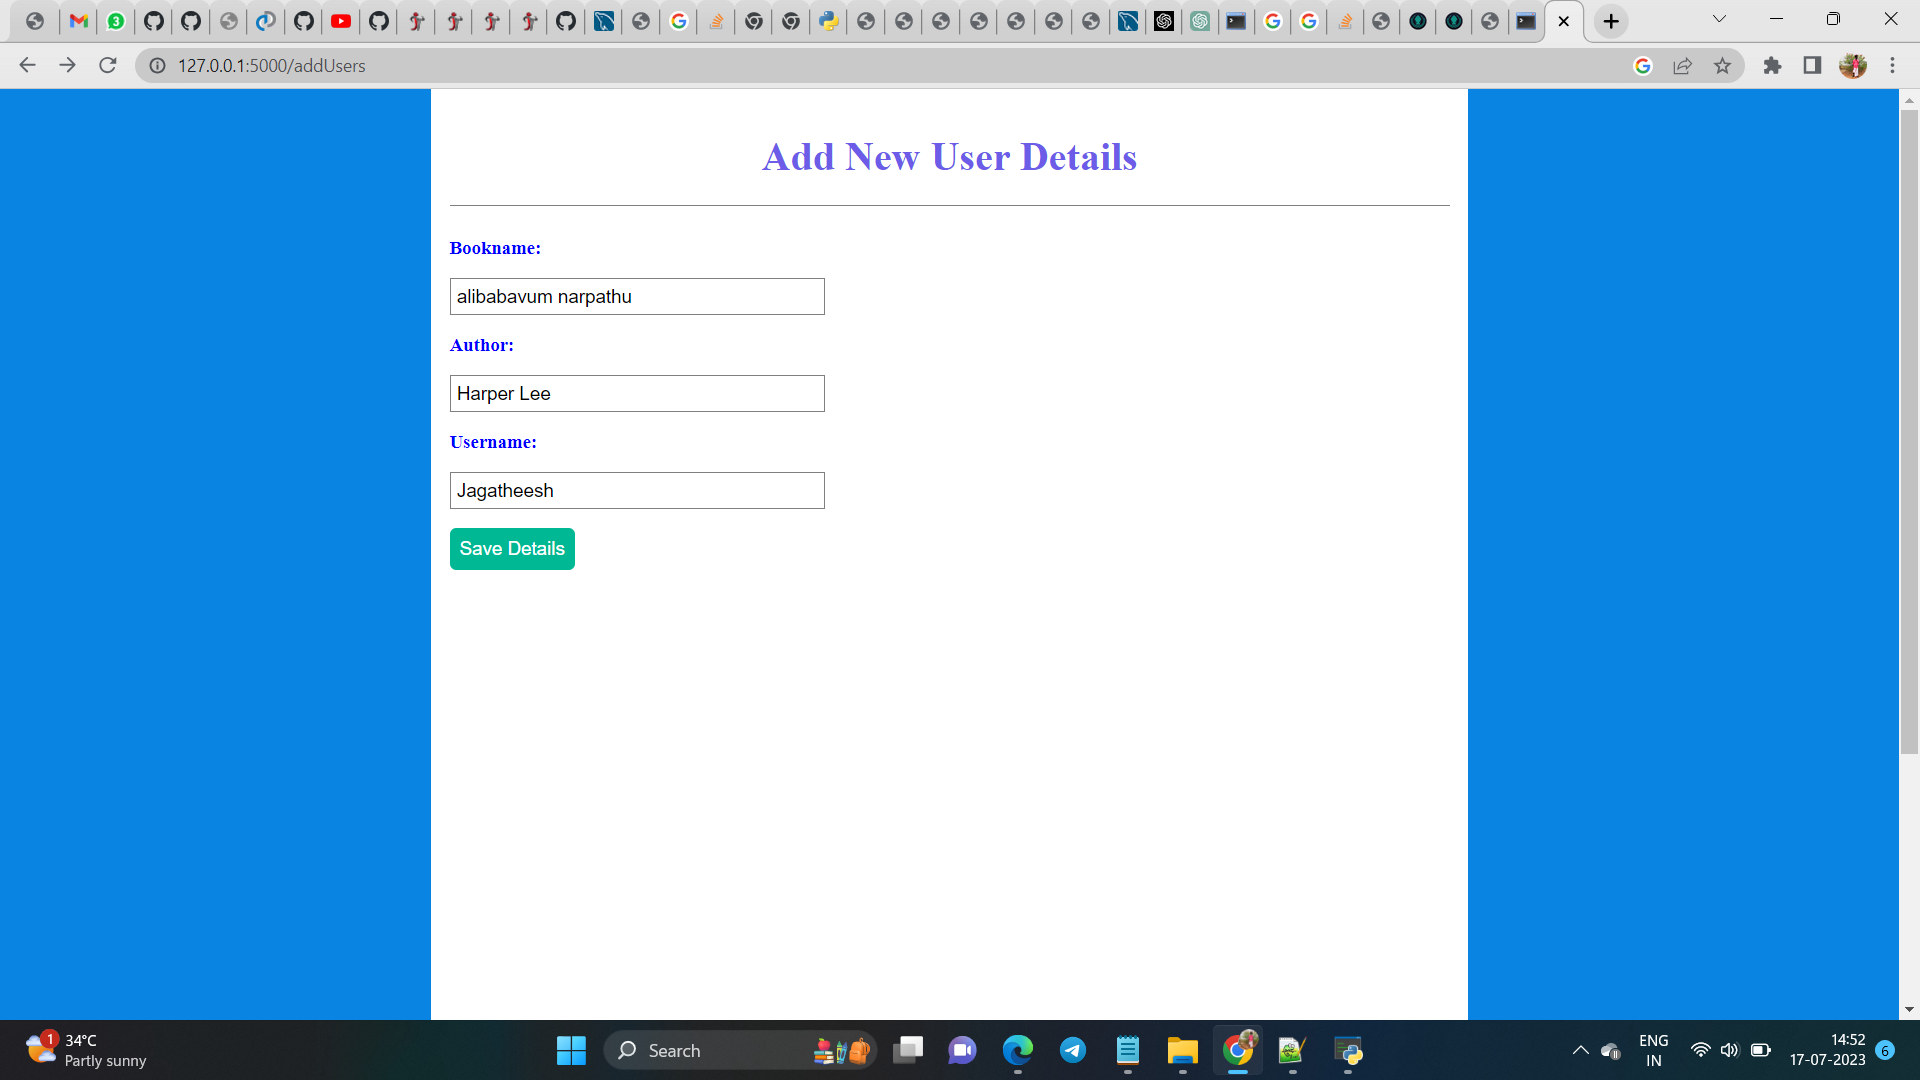 3
127.0.0.1:5000/addUsers
Add New User Details
Bookname:
alibabavum narpathu
Author:
Harper Lee
Username:
Jagatheesh
Save Details
1
34°C
Partly sunny
Search
ENG
IN
14:52
17-07-2023
6